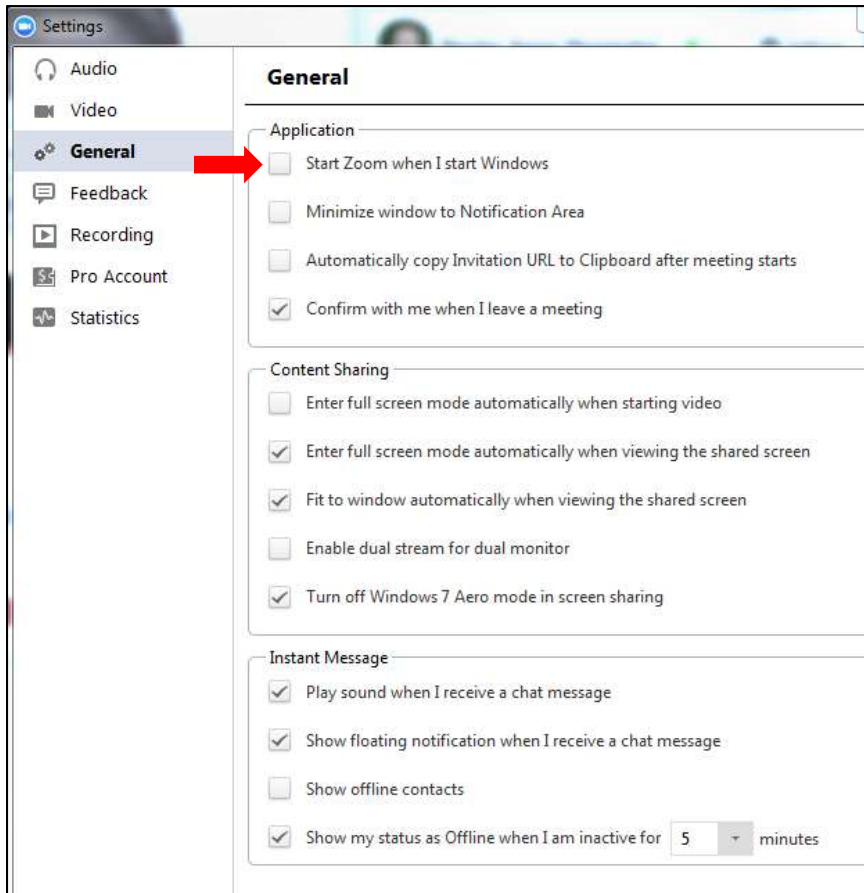 Settings
Audio
Video
General
Feedback
Recording
Pro Account
Statistics
General
Application
Start Zoom when I start Windows
Minimize window to Notification Area
Automatically copy Invitation URL to Clipboard after meeting starts
Confirm with me when I leave a meeting
Content Sharing
Enter full screen mode automatically when starting video
Enter full screen mode automatically when viewing the shared screen
Fit to window automatically when viewing the shared screen
Enable dual stream for dual monitor
Turn off Windows 7 Aero mode in screen sharing
Instant Message
Play sound when I receive a chat message
Show floating notification when I receive a chat message
Show offline contacts
Show my status as Offline when I am inactive for 5 minutes